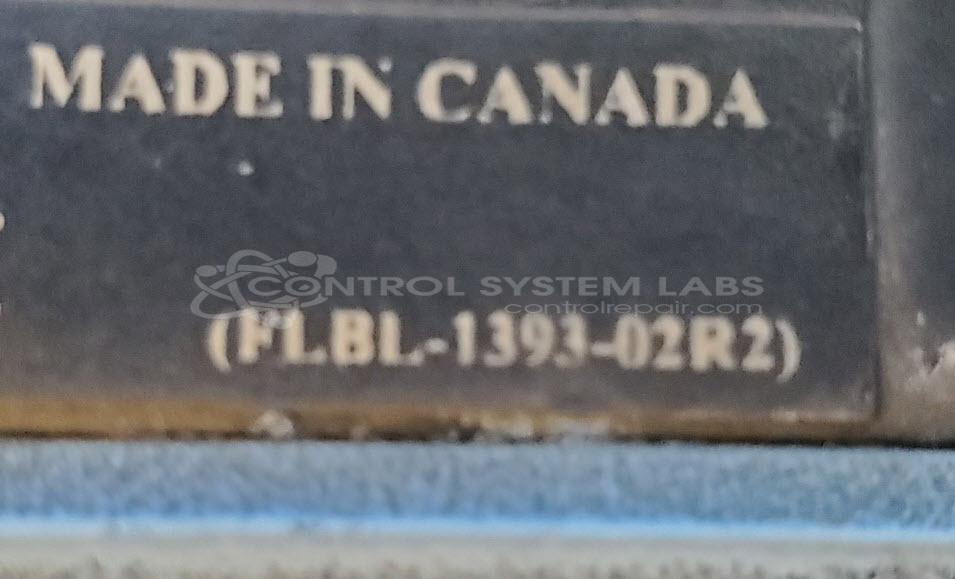 MADE IN CANADA
CONTROL SYSTEM LABS
controlrepair.com
(FLBL-1393-02R2)